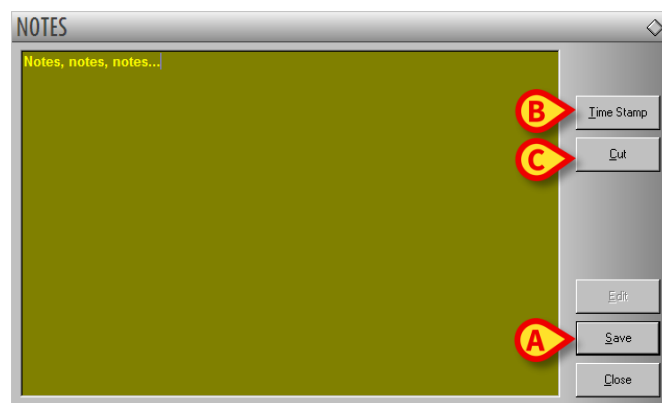 NOTES
Notes, notes, notes...
B
Time Stamp
C
Cut
Edit
A
Save
Close